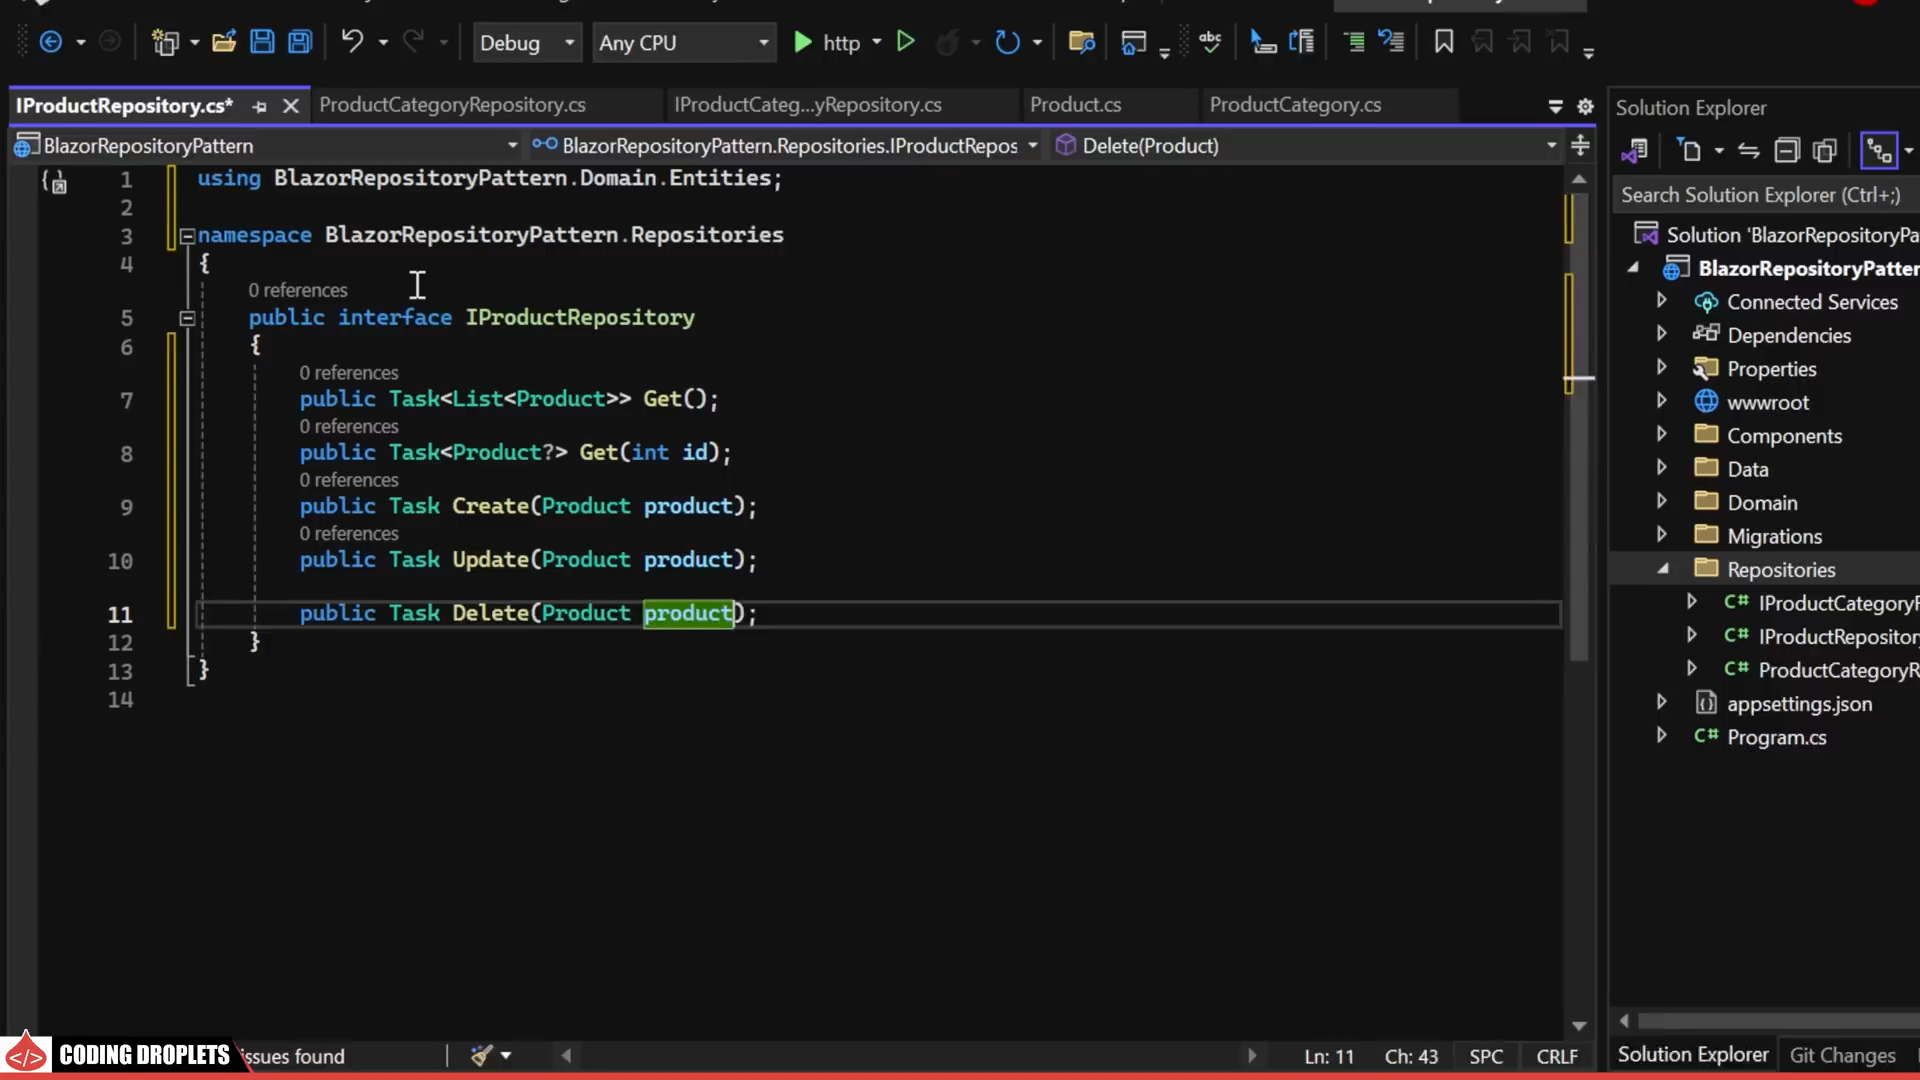 Debug
Any CPU
http
IProductRepository.cs*
ProductCategoryRepository.cs
IProductCateg...yRepository.cs
Product.cs
ProductCategory.cs
Solution Explorer
BlazorRepositoryPattern
BlazorRepositoryPattern.Repositories.IProductRepos
Delete(Product)
Search Solution Explorer (Ctrl+;)
1 using BlazorRepositoryPattern.Domain.Entities;
2
3 namespace BlazorRepositoryPattern.Repositories
4 {
0 references
5 public interface IProductRepository
6 {
0 references
7 public Task<List<Product>> Get();
0 references
8 public Task<Product?> Get(int id);
0 references
9 public Task Create(Product product);
0 references
10 public Task Update(Product product);
11 public Task Delete(Product product);
12 }
13 }
14
Solution 'BlazorRepositoryPa
BlazorRepositoryPatter
Connected Services
Dependencies
Properties
wwwroot
Components
Data
Domain
Migrations
Repositories
C# IProductCategoryR
C# IProductRepository
C# ProductCategoryR
appsettings.json
C# Program.cs
CODING DROPLETS
issues found
Ln: 11
Ch: 43
SPC
CRLF
Solution Explorer
Git Changes